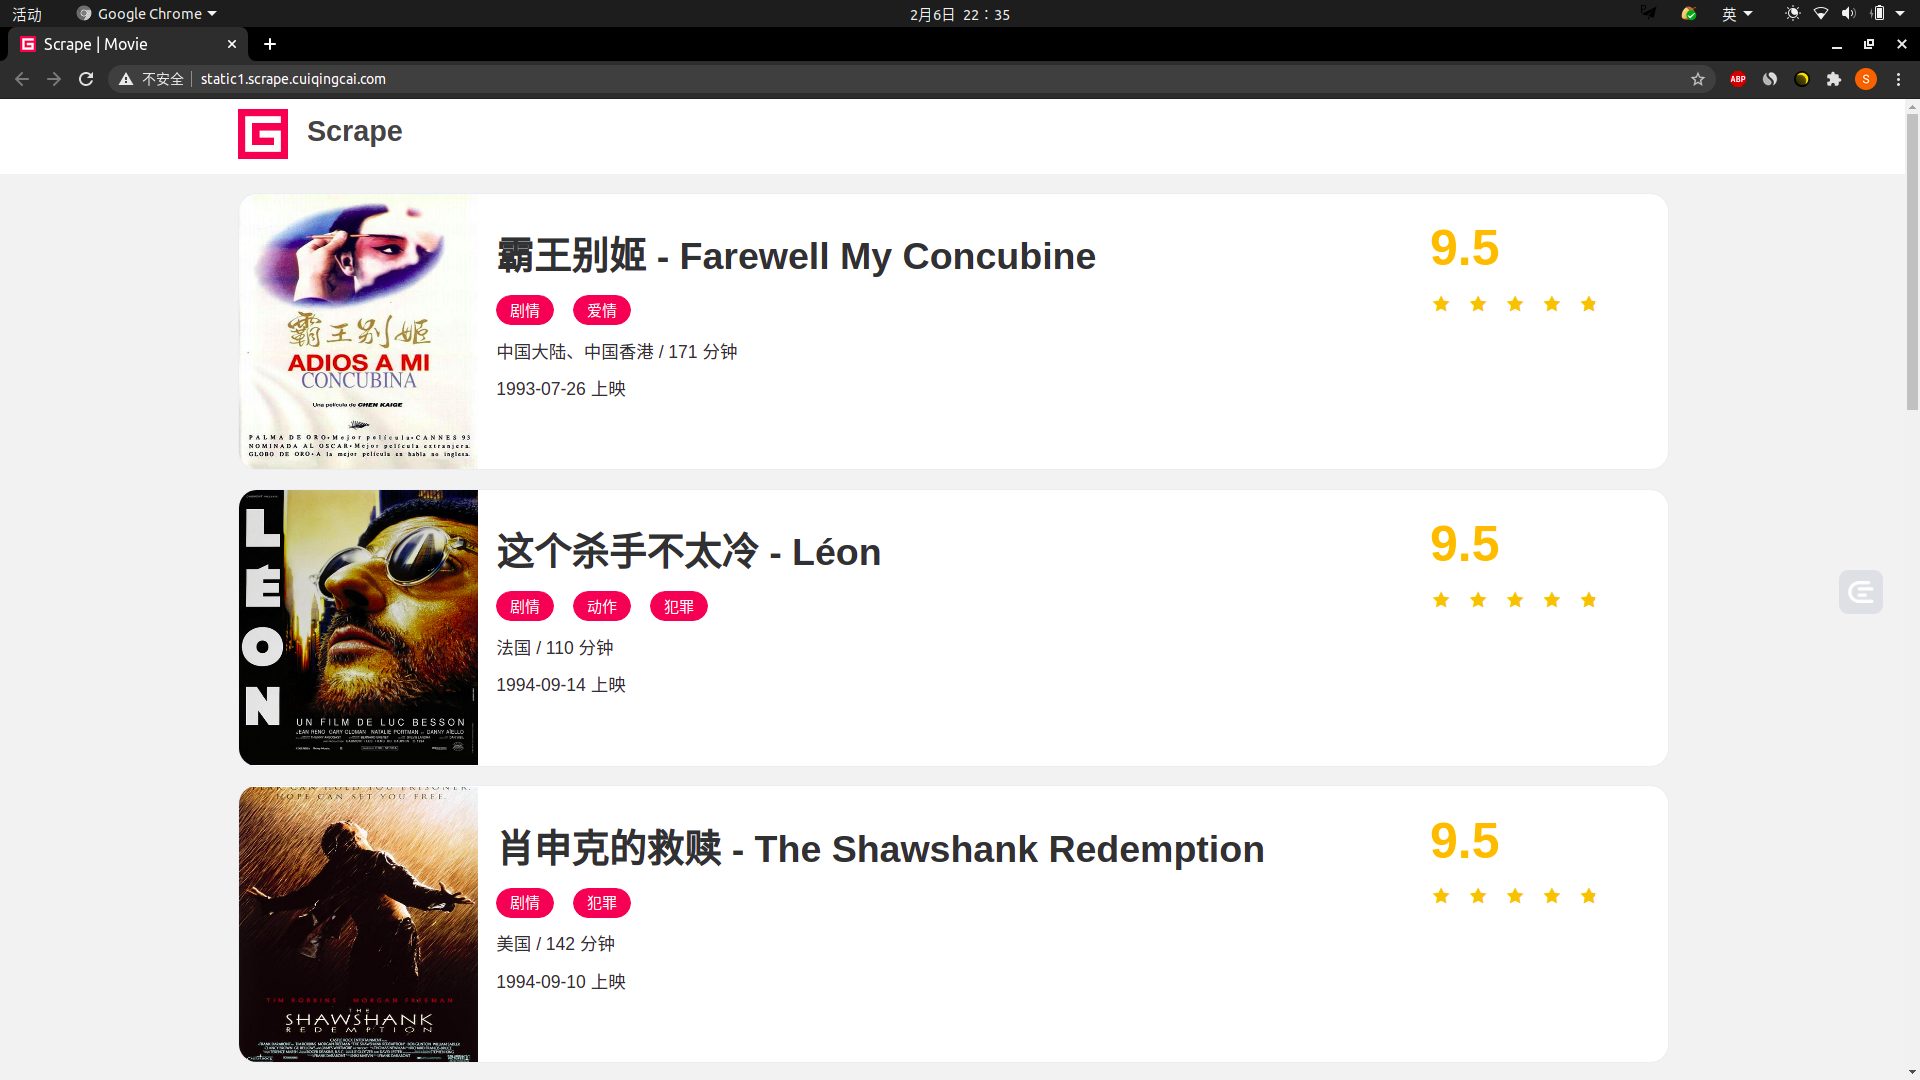 活动 Google Chrome 2月6日 22：35 英
Scrape | Movie
不安全 static1.scrape.cuiqingcai.com ABP S
Scrape
霸王别姬
ADIOS A MI
CONCUBINA
Una película de CHEN KAIGE
PALMA DE ORO•Mejor película•CANNES 93
NOMINADA AL OSCAR•Mejor película extranjera.
GLOBO DE ORO•A la mejor película en habla no inglesa.
霸王别姬 - Farewell My Concubine
9.5
剧情 爱情
中国大陆、中国香港 / 171 分钟
1993-07-26 上映
LÉON
UN FILM DE LUC BESSON
JEAN RENO GARY OLDMAN NATALIE PORTMAN DANNY AIELLO
这个杀手不太冷 - Léon
9.5
剧情 动作 犯罪
法国 / 110 分钟
1994-09-14 上映
HOPE CAN SET YOU FREE.
TIM ROBBINS MORGAN FREEMAN
THE
SHAWSHANK
REDEMPTION
肖申克的救赎 - The Shawshank Redemption
9.5
剧情 犯罪
美国 / 142 分钟
1994-09-10 上映